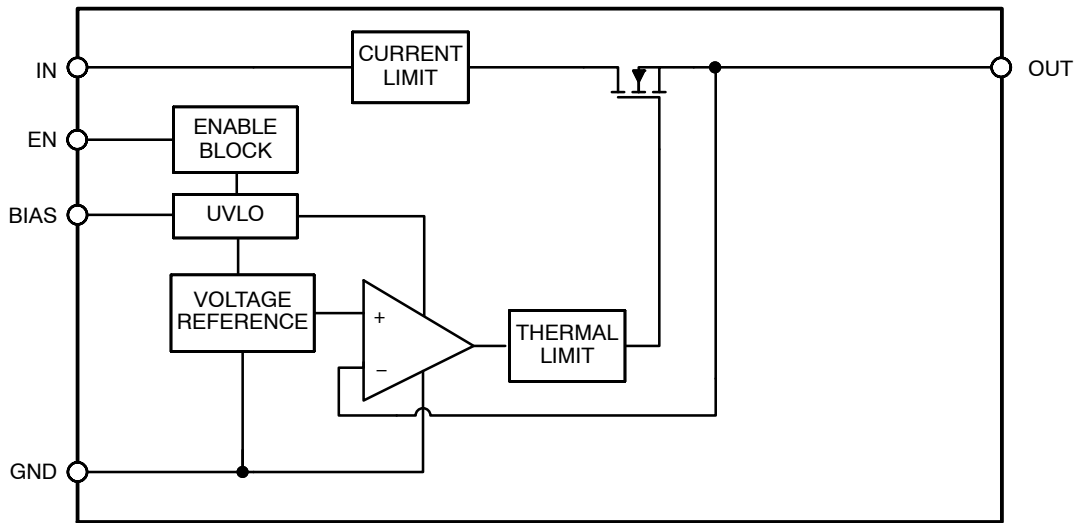 IN
CURRENT
LIMIT
OUT
EN
ENABLE
BLOCK
BIAS
UVLO
VOLTAGE
REFERENCE
+
−
THERMAL
LIMIT
GND